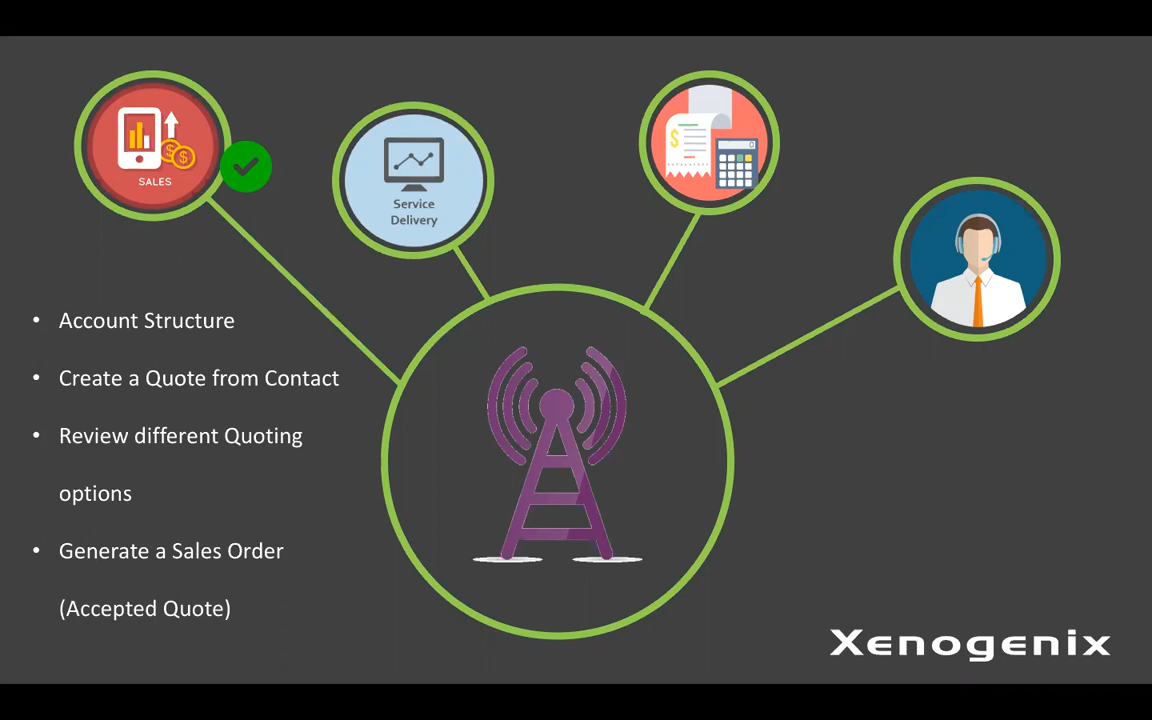 SALES
Service
Delivery
• Account Structure
• Create a Quote from Contact
• Review different Quoting
options
• Generate a Sales Order
(Accepted Quote)
Xenogenix